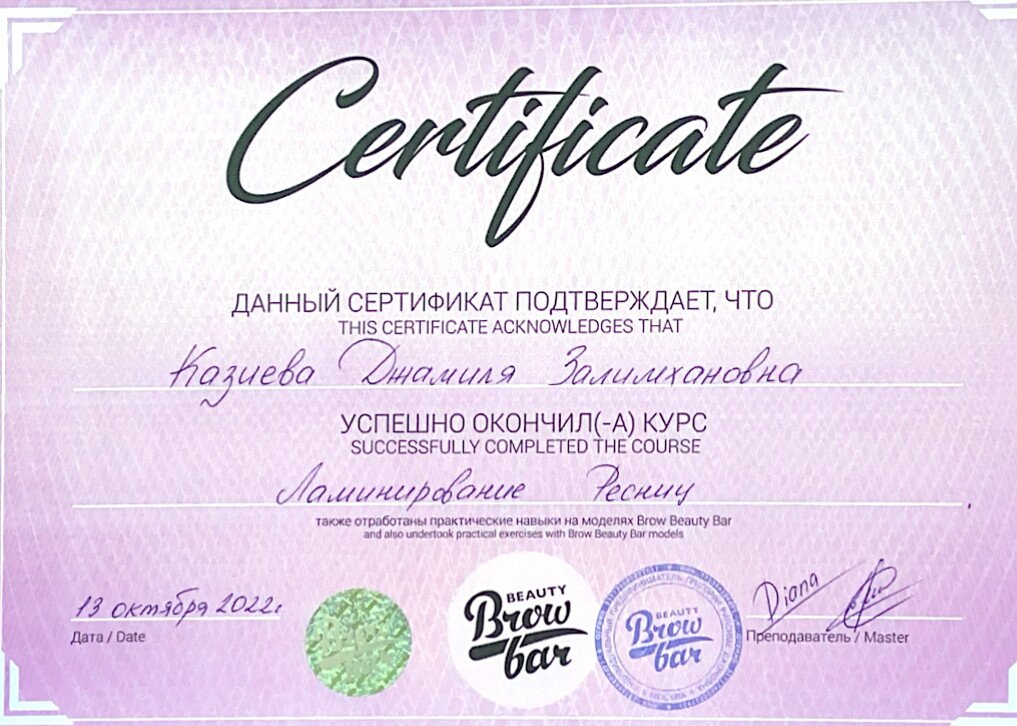 Certificate
ДАННЫЙ СЕРТИФИКАТ ПОДТВЕРЖДАЕТ, ЧТО
THIS CERTIFICATE ACKNOWLEDGES THAT
Казиева Джамиля Залимхановна
УСПЕШНО ОКОНЧИЛ(-А) КУРС
SUCCESSFULLY COMPLETED THE COURSE
Ламинирование Ресниц
также отработаны практические навыки на моделях Brow Beauty Bar
and also undertook practical exercises with Brow Beauty Bar models
13 октября 2022г
Дата / Date
BEAUTY
Brow
bar
BEAUTY
Brow
bar
МОСКВА
Diana
Преподаватель / Master